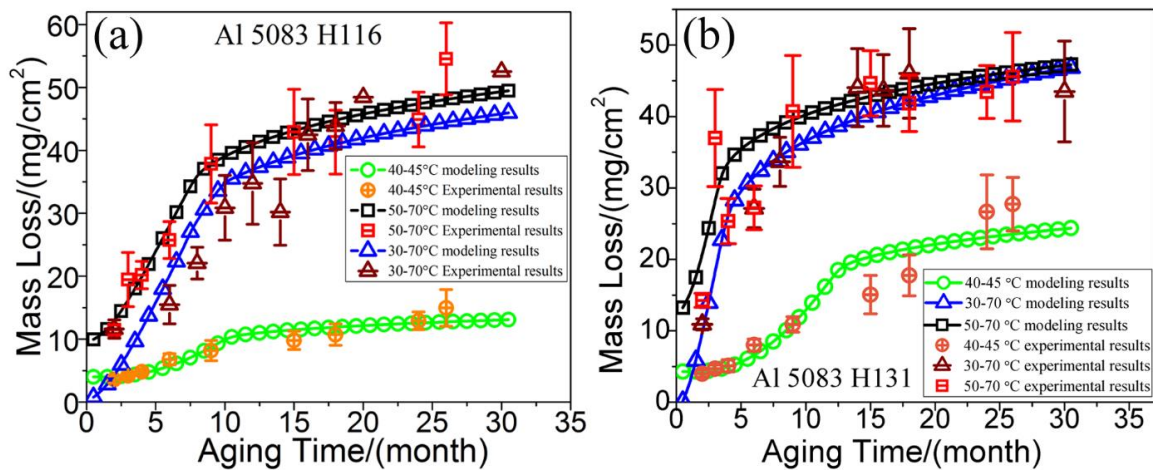 (a)
Al 5083 H116
Mass Loss/(mg/cm²)
60
50
40
30
20
10
0
40-45°C modeling results
40-45°C Experimental results
50-70°C modeling results
50-70°C Experimental results
30-70°C modeling results
30-70°C Experimental results
0 5 10 15 20 25 30 35
Aging Time/(month)
(b)
Mass Loss/(mg/cm²)
50
40
30
20
10
0
40-45 °C modeling results
30-70 °C modeling results
50-70 °C modeling results
40-45 °C experimental results
30-70 °C experimental results
50-70 °C experimental results
Al 5083 H131
0 5 10 15 20 25 30 35
Aging Time/(month)